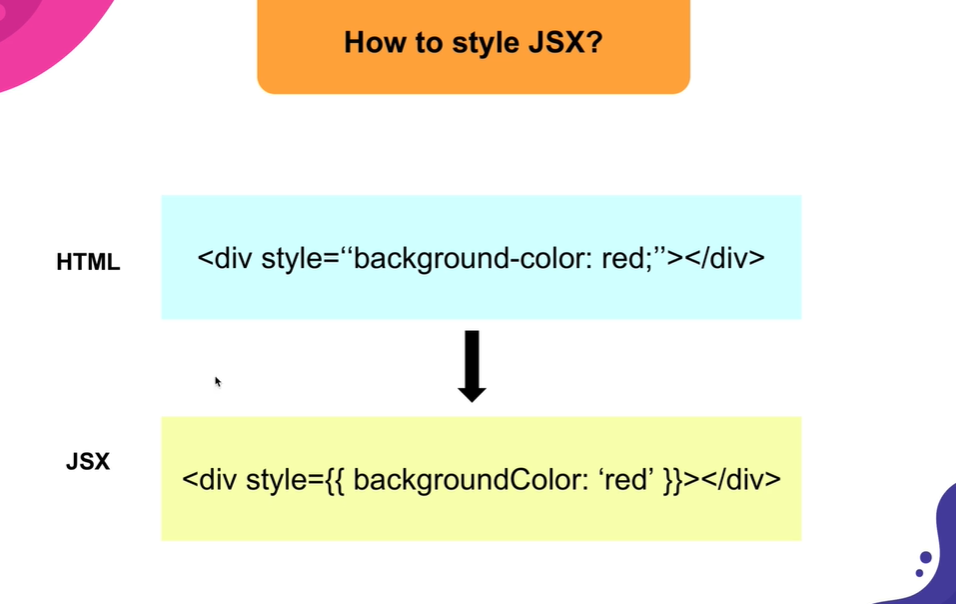 How to style JSX?
HTML
<div style=‘‘background-color: red;’’></div>
JSX
<div style={{ backgroundColor: ‘red’ }}></div>